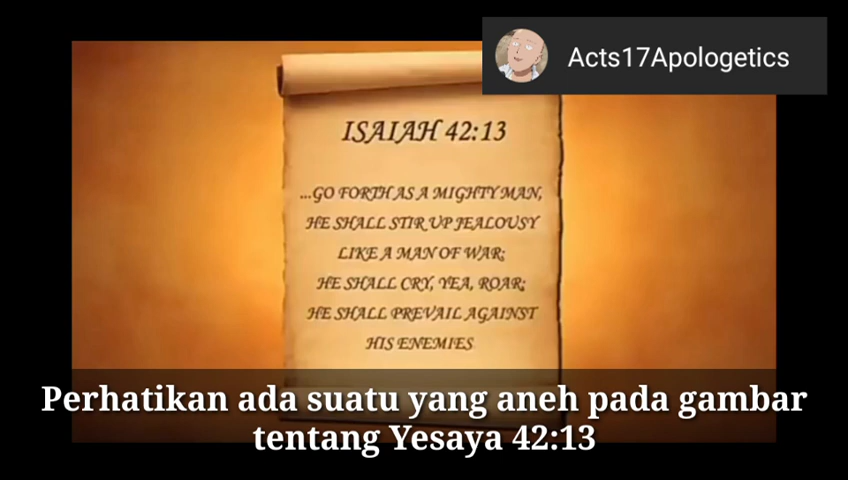 Acts17Apologetics
ISAIAH 42:13
...GO FORTH AS A MIGHTY MAN,
HE SHALL STIR UP JEALOUSY
LIKE A MAN OF WAR;
HE SHALL CRY, YEA, ROAR;
HE SHALL PREVAIL AGAINST
HIS ENEMIES
Perhatikan ada suatu yang aneh pada gambar
tentang Yesaya 42:13